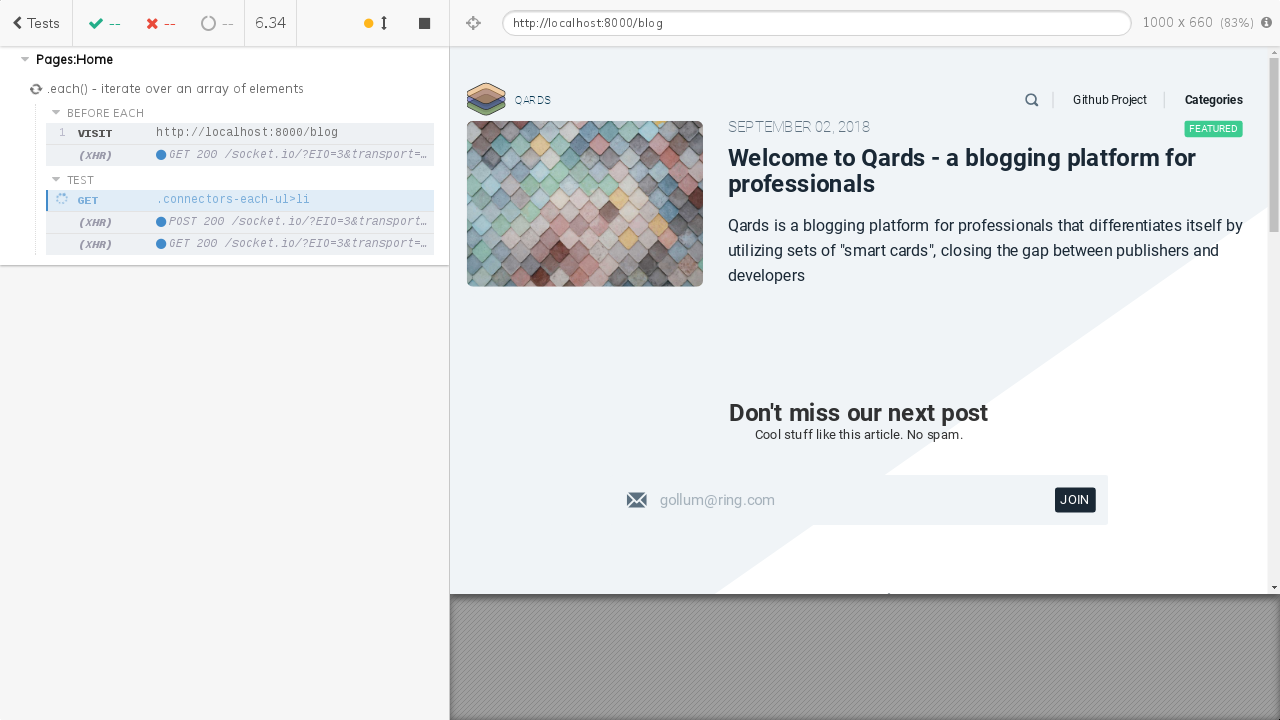 Tests
--
--
--
6.34
http://localhost:8000/blog
1000 x 660 (83%)
Pages:Home
.each() - iterate over an array of elements
BEFORE EACH
1 VISIT http://localhost:8000/blog
(XHR) GET 200 /socket.io/?EIO=3&transport=…
TEST
GET .connectors-each-ul>li
(XHR) POST 200 /socket.io/?EIO=3&transport…
(XHR) GET 200 /socket.io/?EIO=3&transport=…
QARDS
Github Project
Categories
SEPTEMBER 02, 2018
FEATURED
Welcome to Qards - a blogging platform for
professionals
Qards is a blogging platform for professionals that differentiates itself by
utilizing sets of "smart cards", closing the gap between publishers and
developers
Don't miss our next post
Cool stuff like this article. No spam.
gollum@ring.com
JOIN